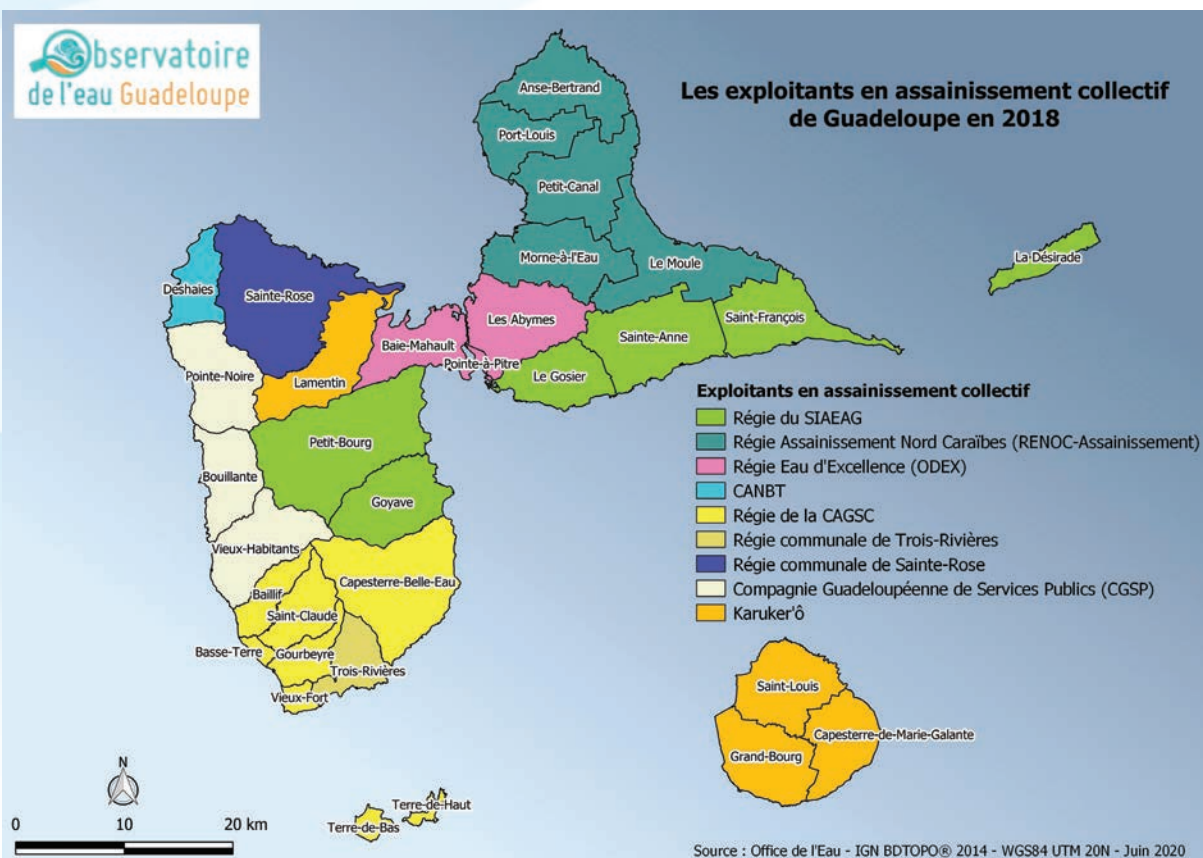 Observatoire
de l'eau Guadeloupe
Les exploitants en assainissement collectif
de Guadeloupe en 2018
Anse-Bertrand
Port-Louis
Petit-Canal
Morne-à-l'Eau
Le Moule
La Désirade
Deshaies
Sainte-Rose
Les Abymes
Saint-François
Sainte-Anne
Baie-Mahault
Pointe-à-Pitre
Le Gosier
Pointe-Noire
Lamentin
Petit-Bourg
Bouillante
Goyave
Vieux-Habitants
Capesterre-Belle-Eau
Baillif
Saint-Claude
Basse-Terre
Gourbeyre
Trois-Rivières
Vieux-Fort
Exploitants en assainissement collectif
Régie du SIAEAG
Régie Assainissement Nord Caraïbes (RENOC-Assainissement)
Régie Eau d'Excellence (ODEX)
CANBT
Régie de la CAGSC
Régie communale de Trois-Rivières
Régie communale de Sainte-Rose
Compagnie Guadeloupéenne de Services Publics (CGSP)
Karuker'ô
Saint-Louis
Capesterre-de-Marie-Galante
Grand-Bourg
Terre-de-Haut
Terre-de-Bas
N
0 10 20 km
Source : Office de l'Eau - IGN BDTOPO® 2014 - WGS84 UTM 20N - Juin 2020